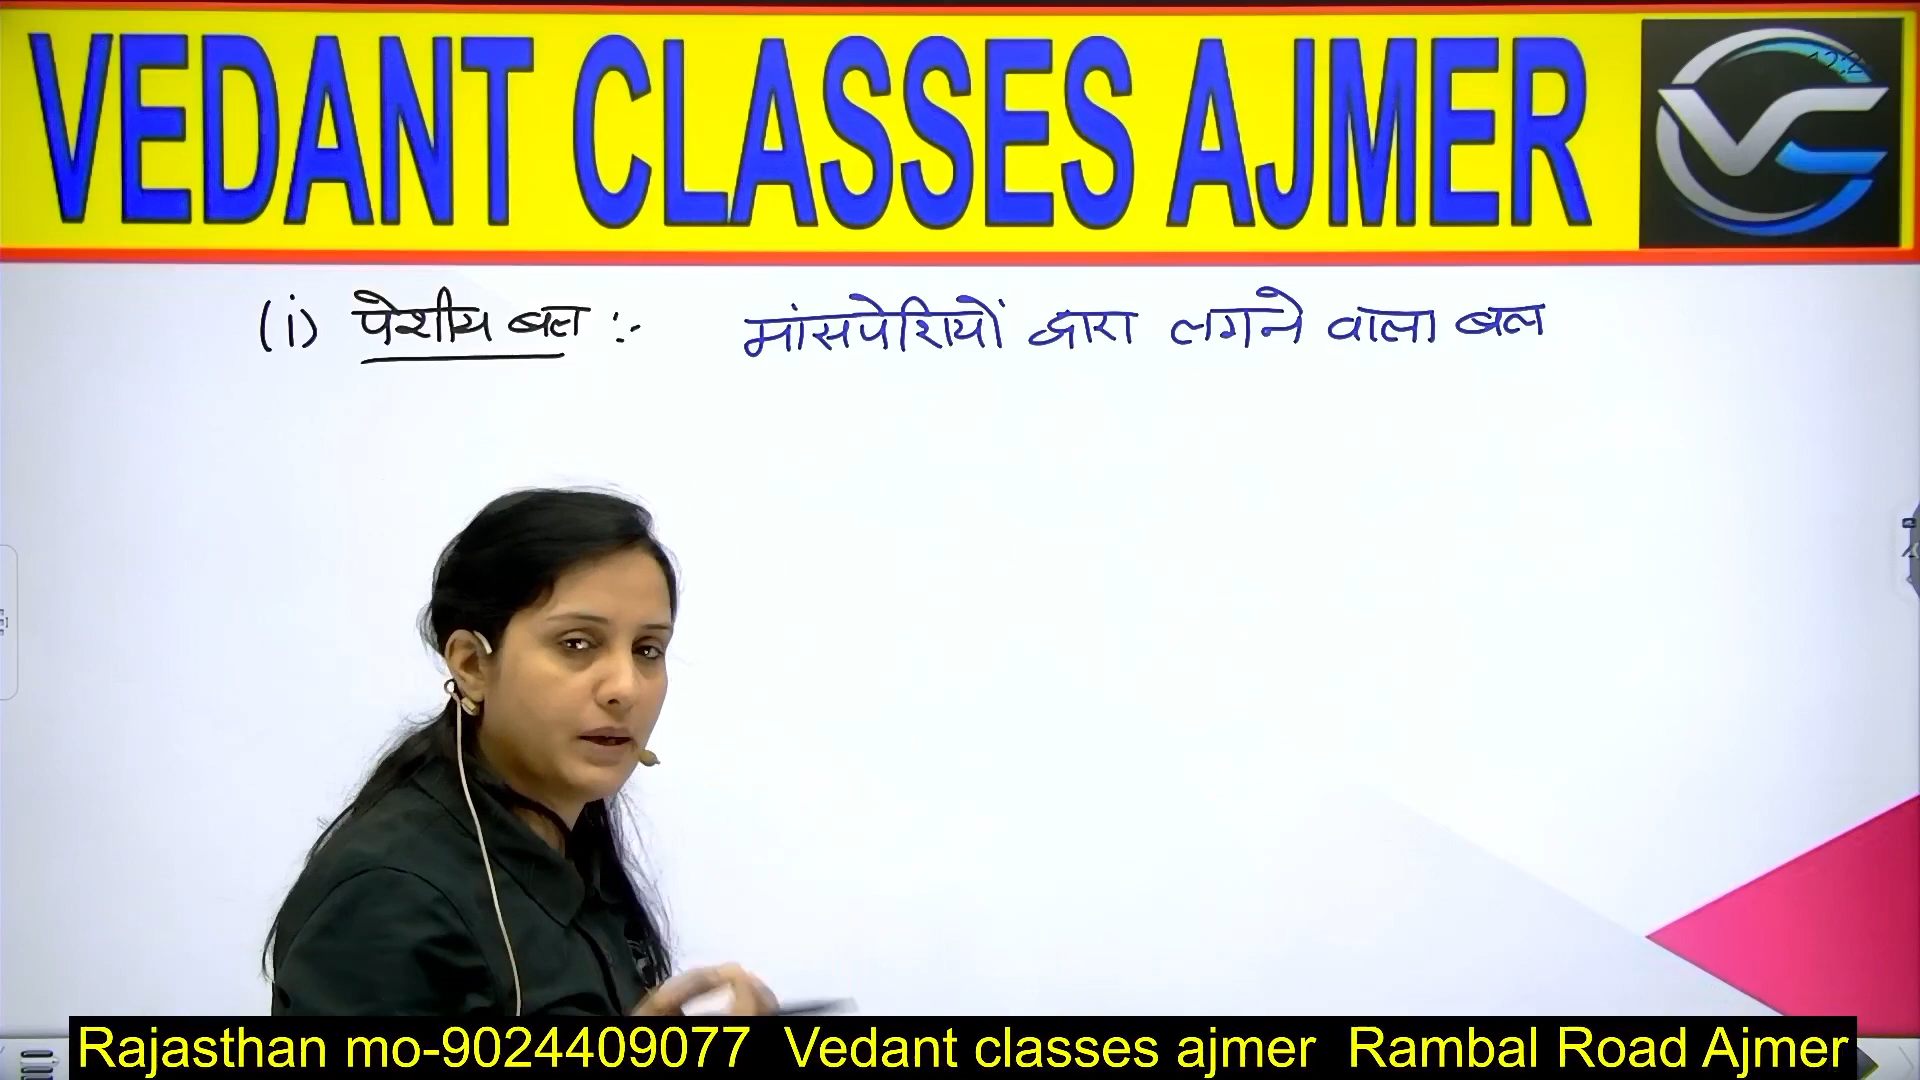 VEDANT CLASSES AJMER
(i) पेशीय बल :- मांसपेशियों द्वारा लगने वाला बल
Rajasthan mo-9024409077 Vedant classes ajmer Rambal Road Ajmer